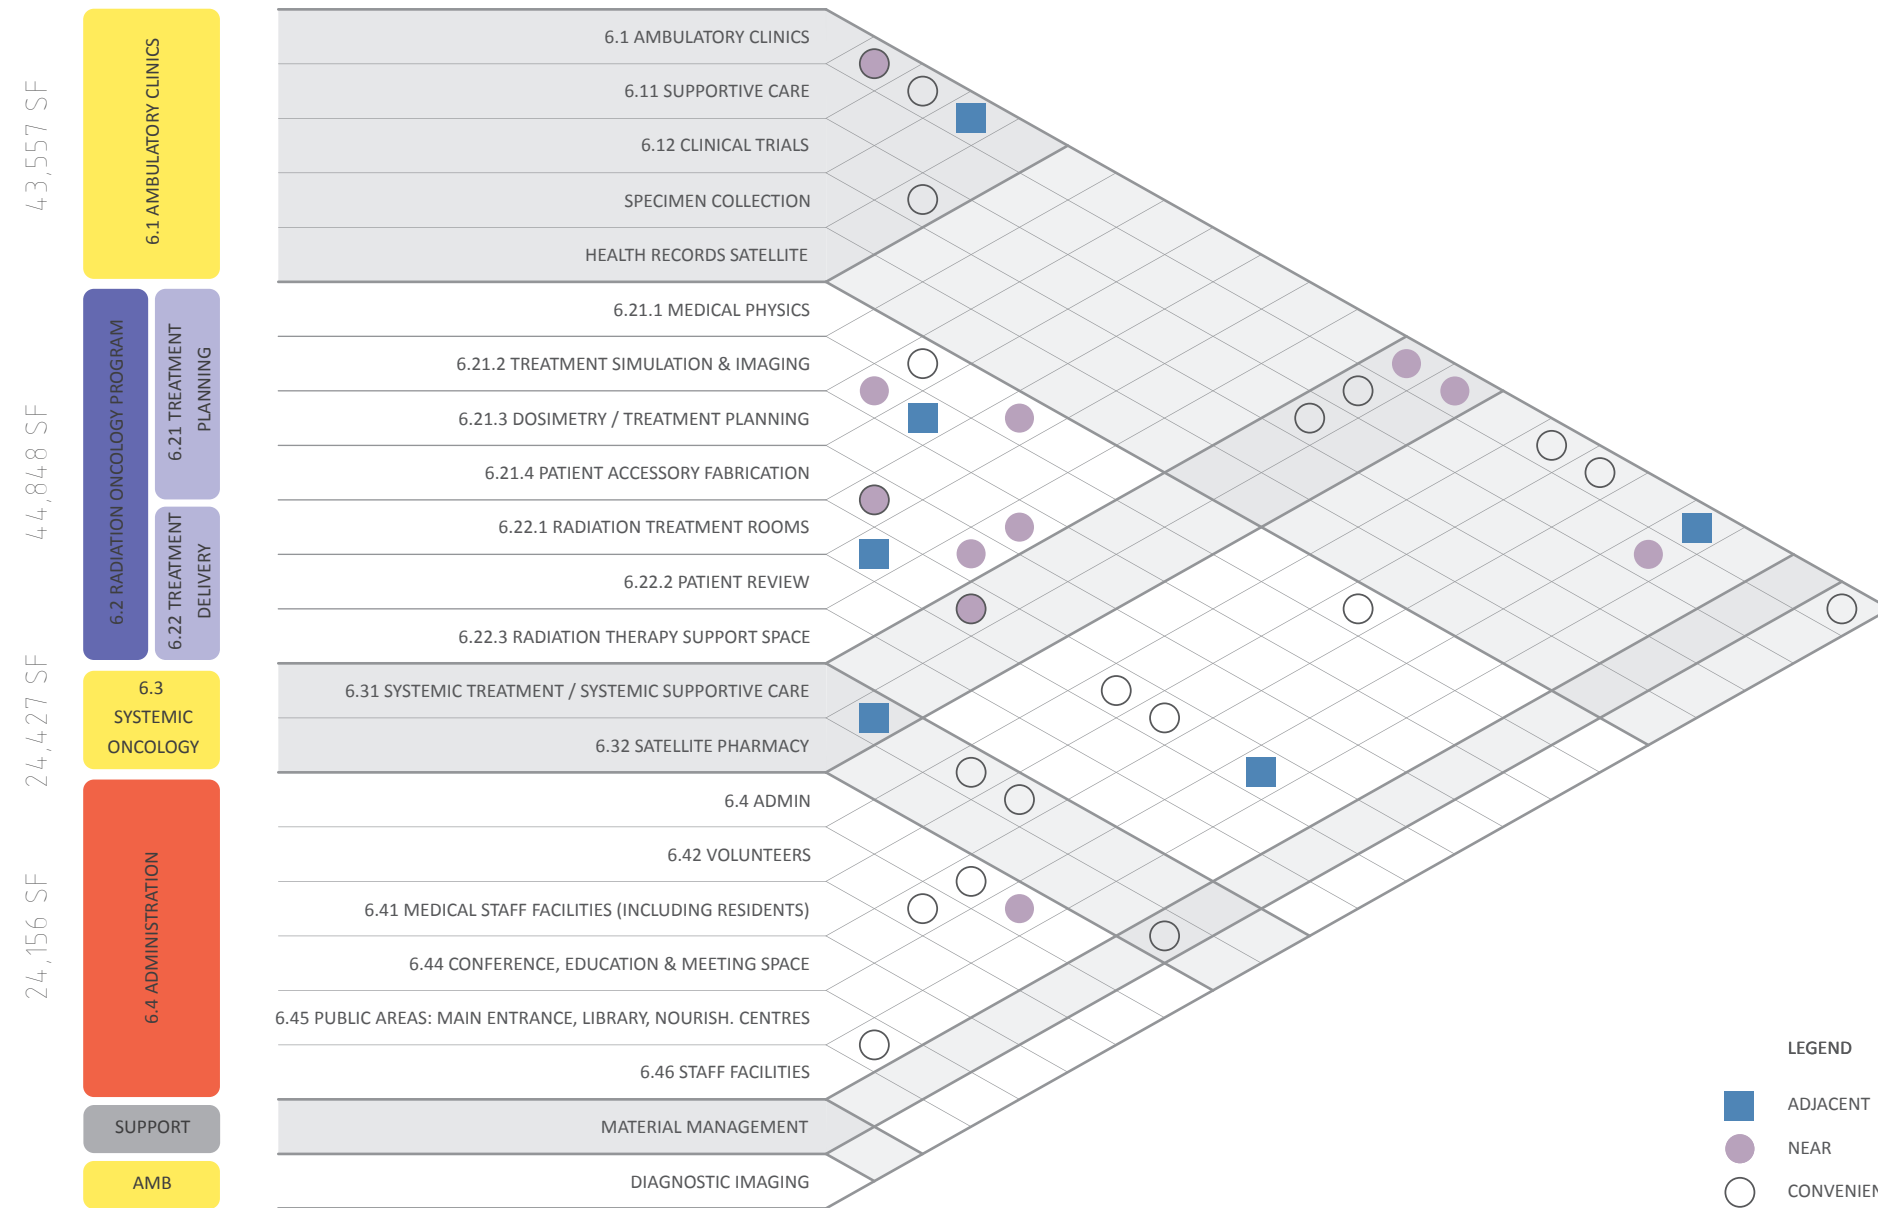 43,557 SF
6.1 AMBULATORY CLINICS
6.1 AMBULATORY CLINICS
6.11 SUPPORTIVE CARE
6.12 CLINICAL TRIALS
SPECIMEN COLLECTION
HEALTH RECORDS SATELLITE
44,848 SF
6.2 RADIATION ONCOLOGY PROGRAM
6.21 TREATMENT
PLANNING
6.22 TREATMENT
DELIVERY
6.21.1 MEDICAL PHYSICS
6.21.2 TREATMENT SIMULATION & IMAGING
6.21.3 DOSIMETRY / TREATMENT PLANNING
6.21.4 PATIENT ACCESSORY FABRICATION
6.22.1 RADIATION TREATMENT ROOMS
6.22.2 PATIENT REVIEW
6.22.3 RADIATION THERAPY SUPPORT SPACE
24,427 SF
6.3
SYSTEMIC
ONCOLOGY
6.31 SYSTEMIC TREATMENT / SYSTEMIC SUPPORTIVE CARE
6.32 SATELLITE PHARMACY
24,156 SF
6.4 ADMINISTRATION
6.4 ADMIN
6.42 VOLUNTEERS
6.41 MEDICAL STAFF FACILITIES (INCLUDING RESIDENTS)
6.44 CONFERENCE, EDUCATION & MEETING SPACE
6.45 PUBLIC AREAS: MAIN ENTRANCE, LIBRARY, NOURISH. CENTRES
6.46 STAFF FACILITIES
SUPPORT
MATERIAL MANAGEMENT
AMB
DIAGNOSTIC IMAGING
LEGEND
ADJACENT
NEAR
CONVENIEN